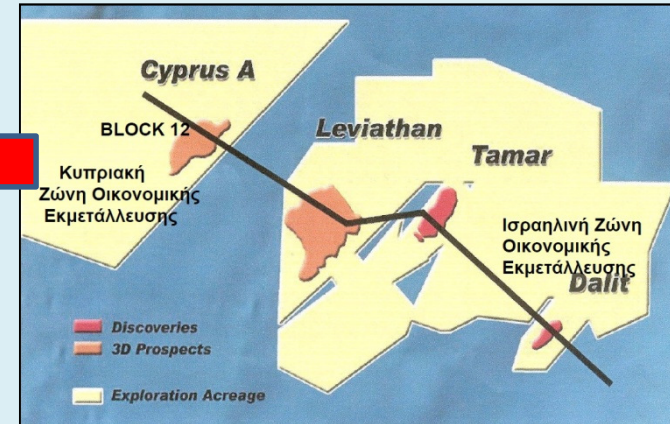 Cyprus A
BLOCK 12
Leviathan
Tamar
Κυπριακή
Ζώνη Οικονομικής
Εκμετάλλευσης
Ισραηλινή Ζώνη
Οικονομικής
Εκμετάλλευσης
Dalit
Discoveries
3D Prospects
Exploration Acreage